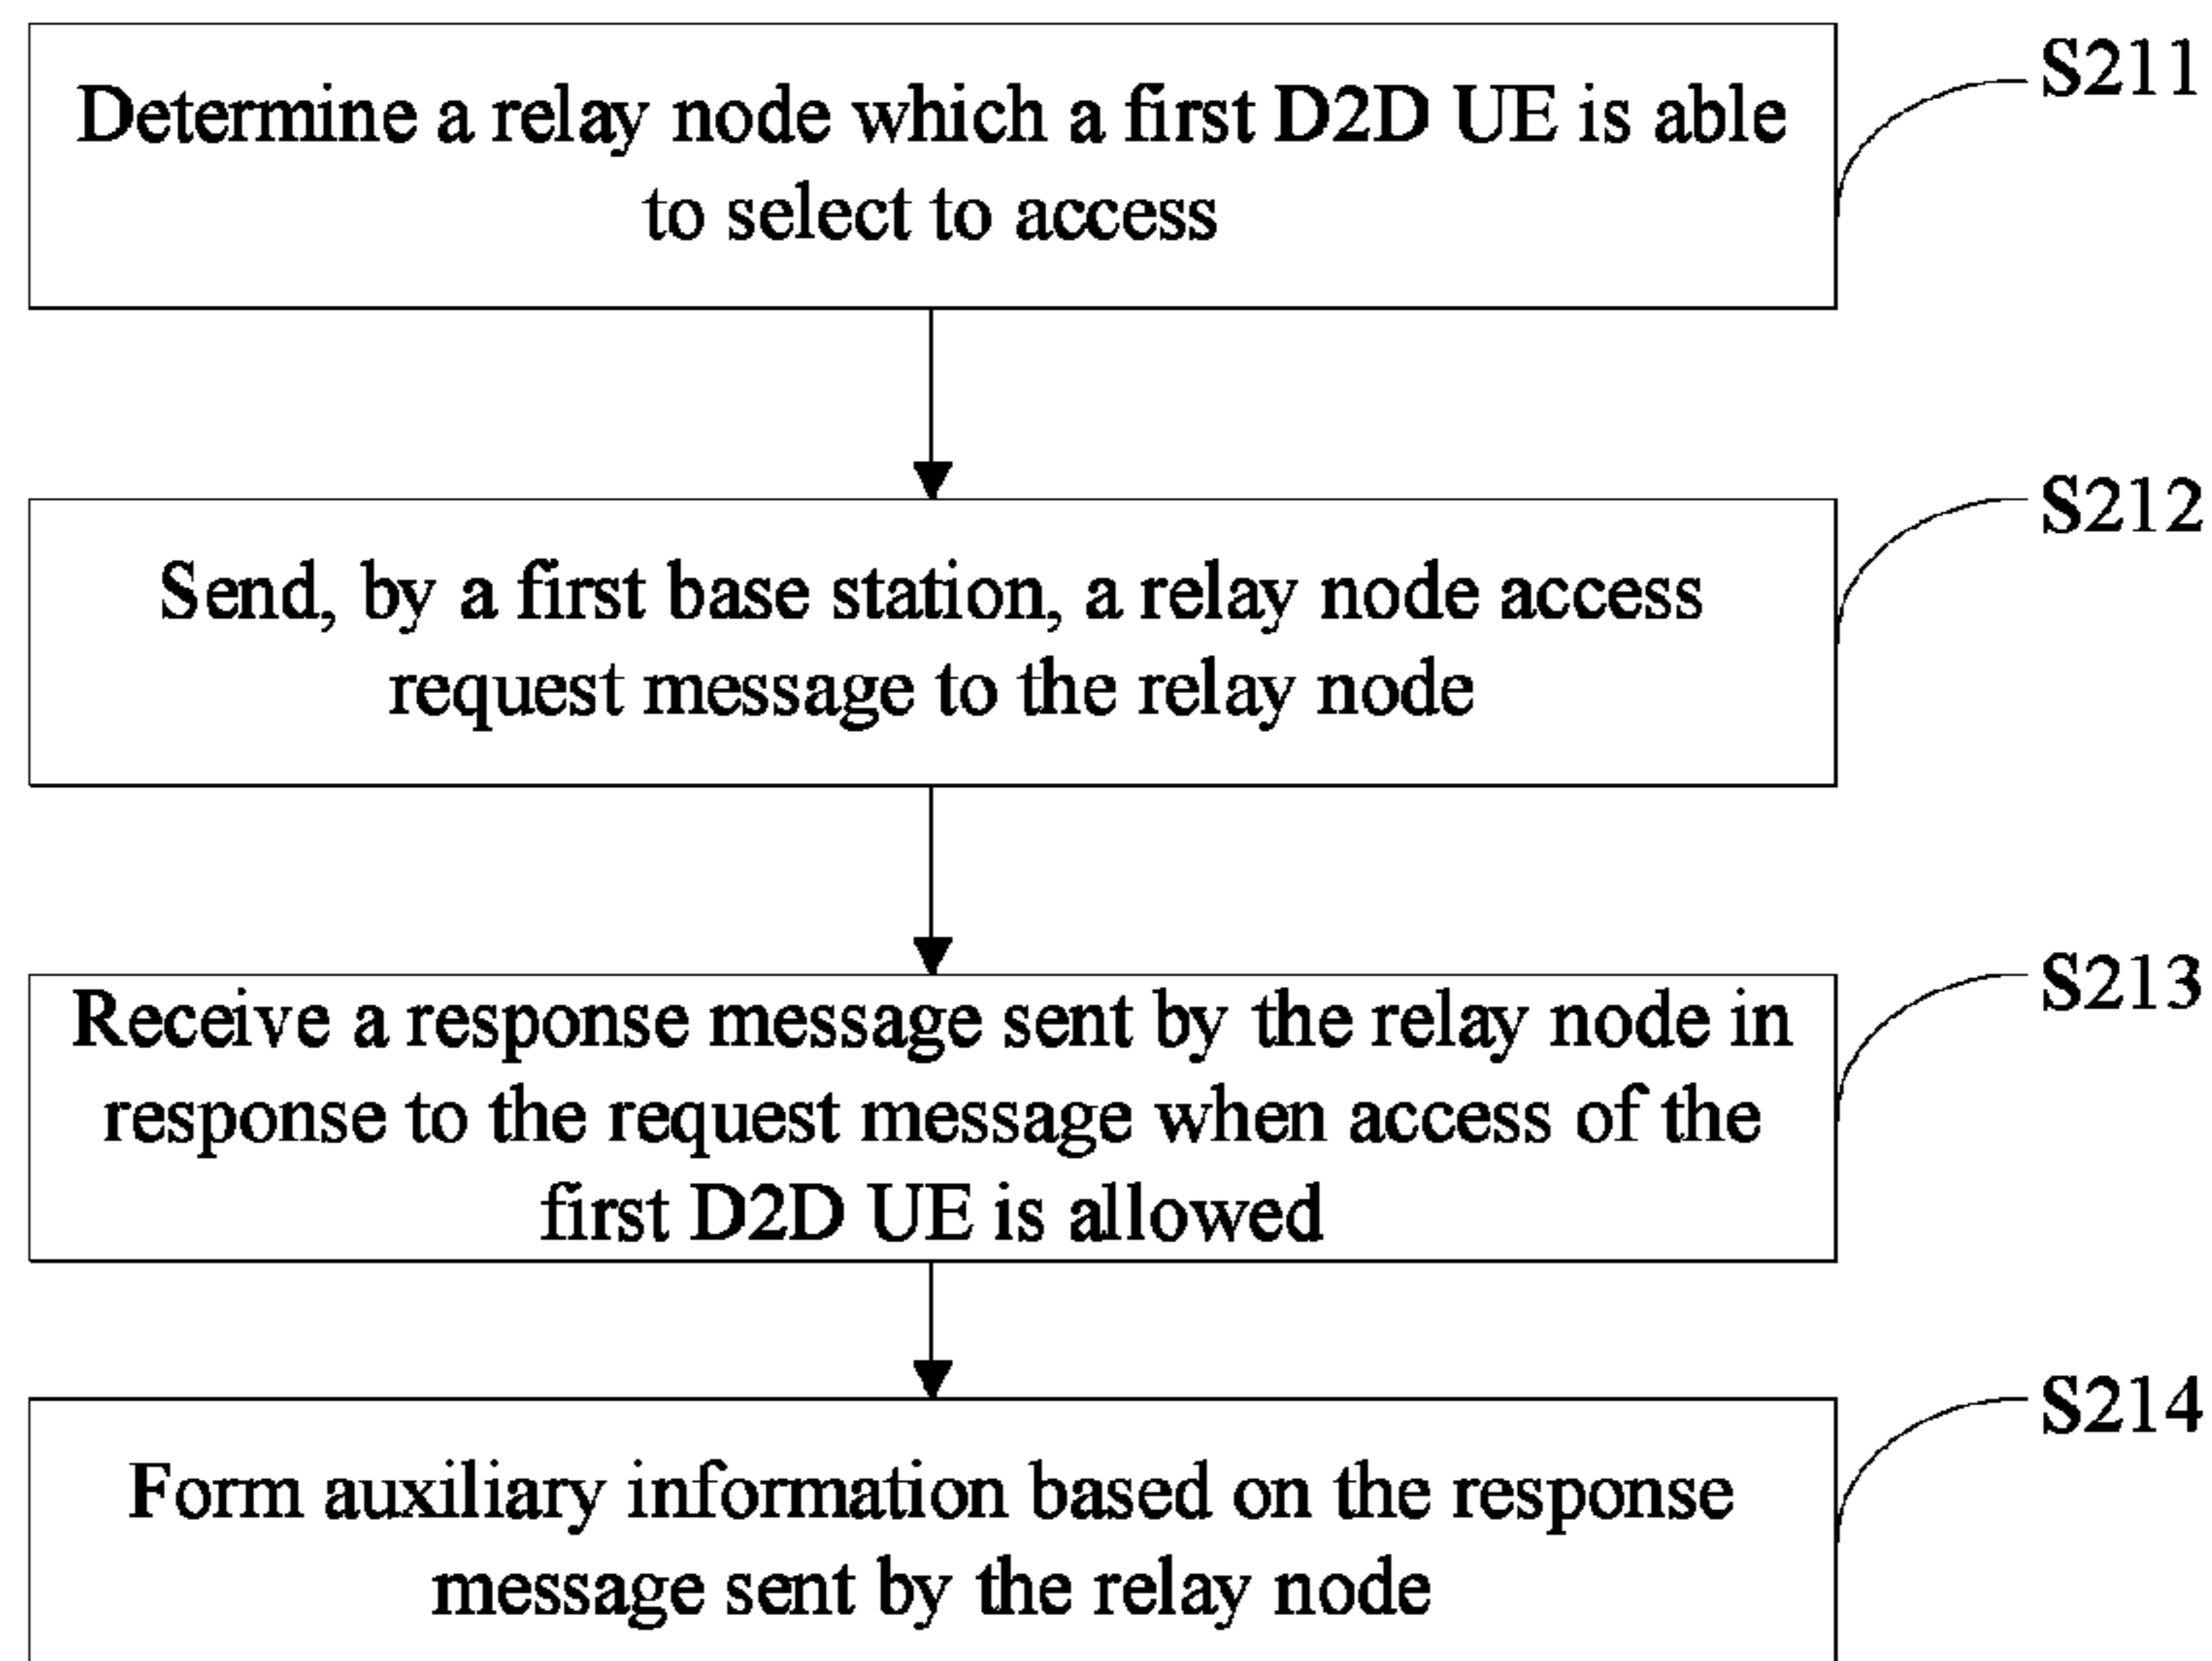 Determine a relay node which a first D2D UE is able
to select to access
S211
Send, by a first base station, a relay node access
request message to the relay node
S212
Receive a response message sent by the relay node in
response to the request message when access of the
first D2D UE is allowed
S213
Form auxiliary information based on the response
message sent by the relay node
S214